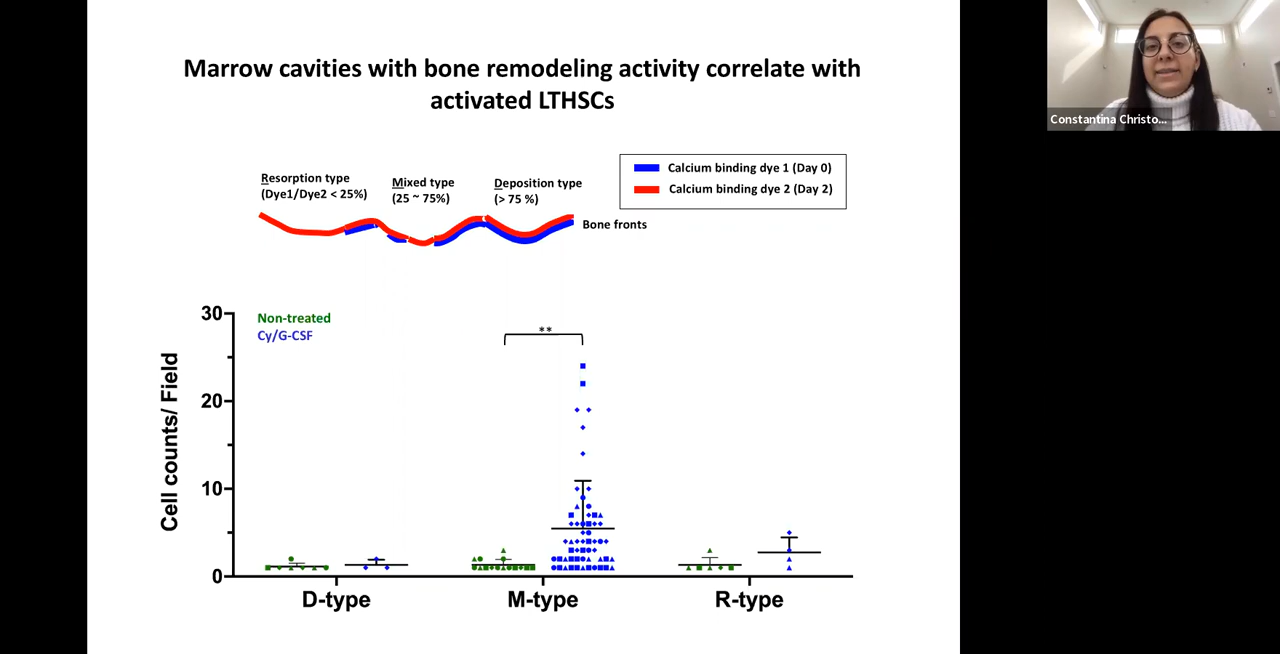 Marrow cavities with bone remodeling activity correlate with
activated LTHSCs
Resorption type
(Dye1/Dye2 < 25%)
Mixed type
(25 ~ 75%)
Deposition type
(> 75 %)
Calcium binding dye 1 (Day 0)
Calcium binding dye 2 (Day 2)
Bone fronts
Non-treated
Cy/G-CSF
Cell counts/ Field
30
20
10
0
**
D-type
M-type
R-type
Constantina Christo...